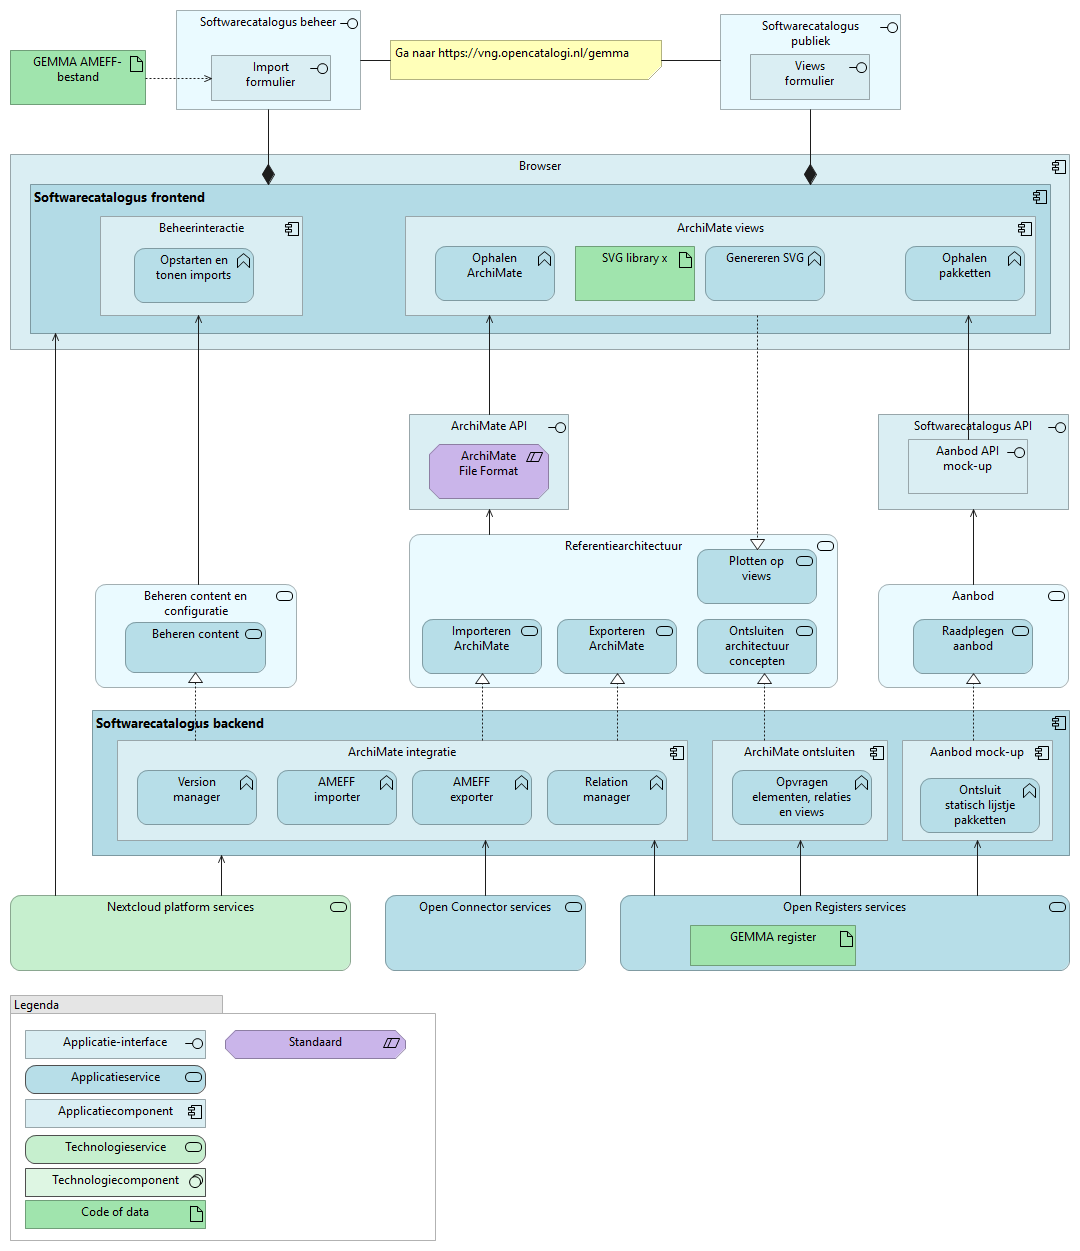 Softwarecatalogus beheer
Import
formulier
GEMMA AMEFF-
bestand
Ga naar https://vng.opencatalogi.nl/gemma
Softwarecatalogus
publiek
Views
formulier
Browser
Softwarecatalogus frontend
Beheerinteractie
Opstarten en
tonen imports
ArchiMate views
Ophalen
ArchiMate
SVG library x
Genereren SVG
Ophalen
pakketten
ArchiMate API
ArchiMate
File Format
Softwarecatalogus API
Aanbod API
mock-up
Referentiearchitectuur
Plotten op
views
Importeren
ArchiMate
Exporteren
ArchiMate
Ontsluiten
architectuur
concepten
Beheren content en
configuratie
Beheren content
Aanbod
Raadplegen
aanbod
Softwarecatalogus backend
ArchiMate integratie
Version
manager
AMEFF
importer
AMEFF
exporter
Relation
manager
ArchiMate ontsluiten
Opvragen
elementen, relaties
en views
Aanbod mock-up
Ontsluit
statisch lijstje
pakketten
Nextcloud platform services
Open Connector services
Open Registers services
GEMMA register
Legenda
Applicatie-interface
Standaard
Applicatieservice
Applicatiecomponent
Technologieservice
Technologiecomponent
Code of data